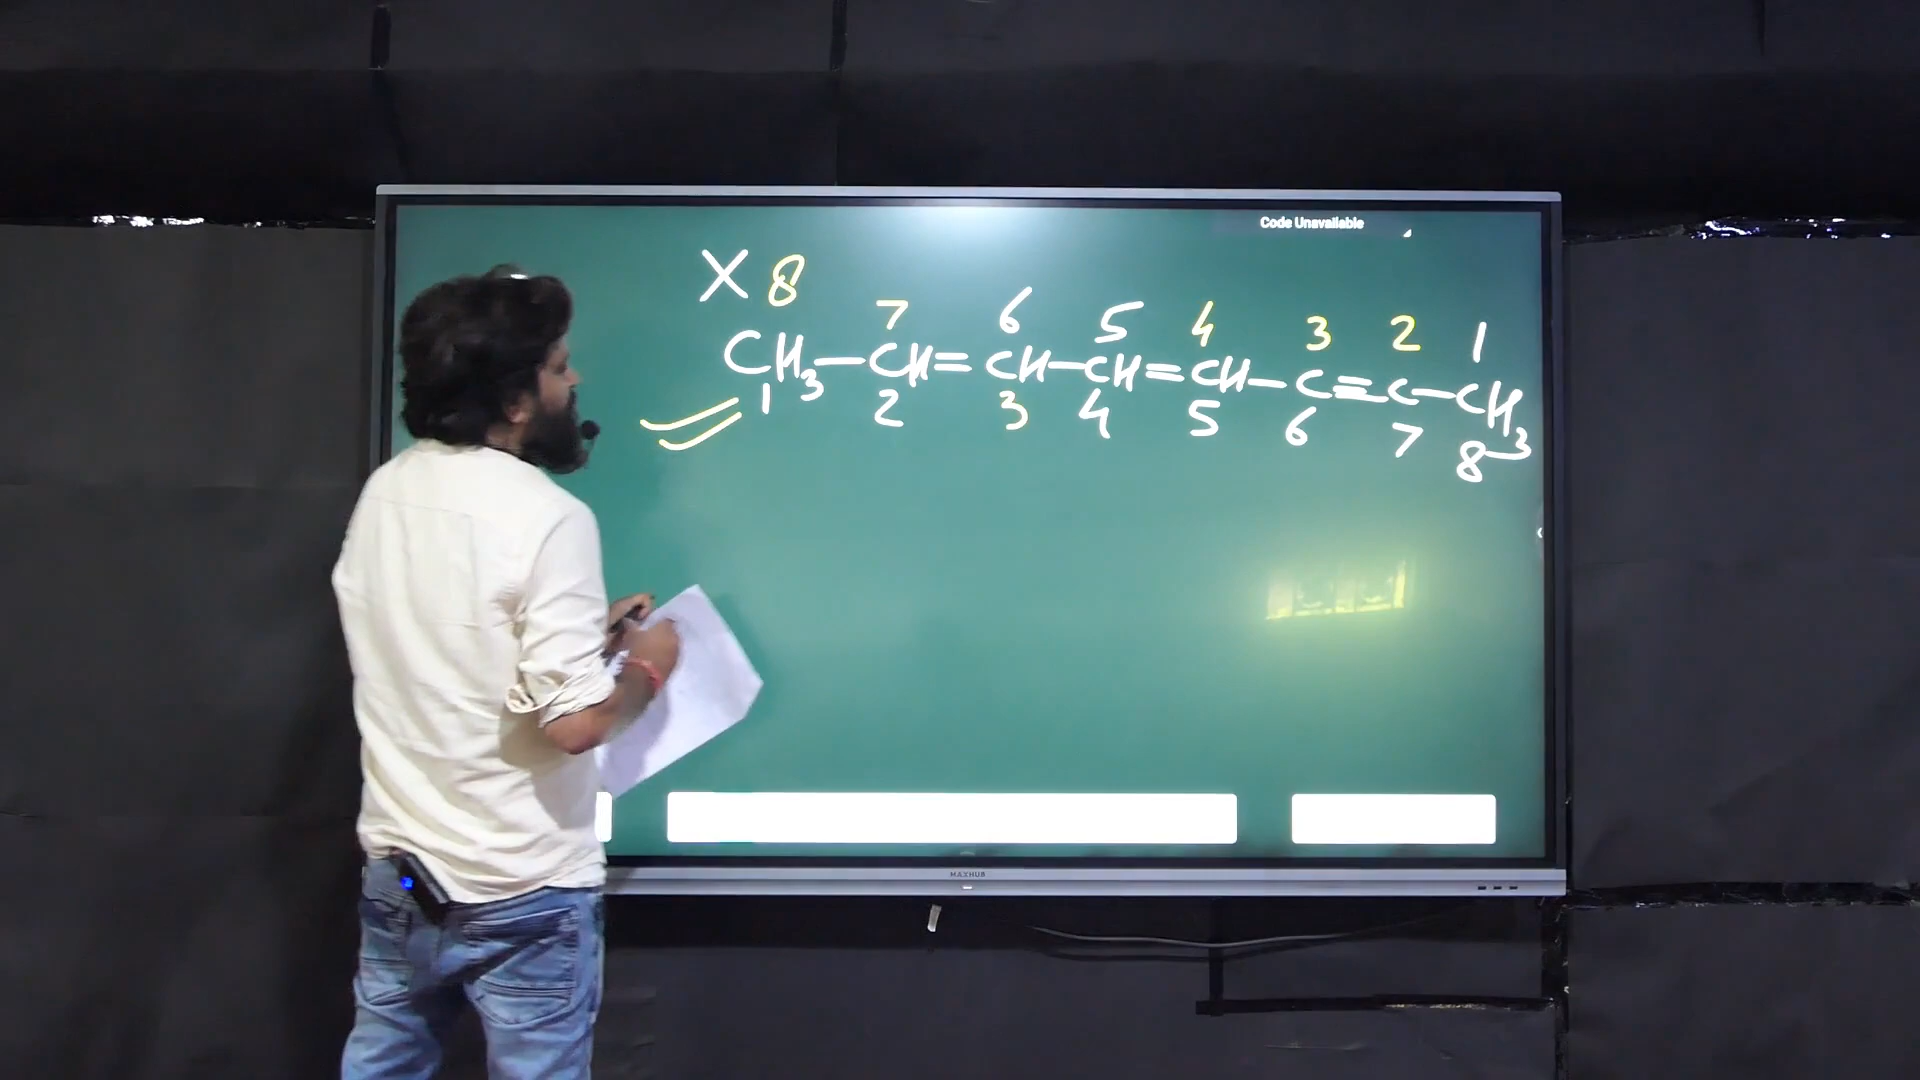 Code Unavailable
X 8 7 6 5 4 3 2 1
CH₃—CH=CH—CH=CH—C≡C—CH₃
1 2 3 4 5 6 7 8
MAXHUB